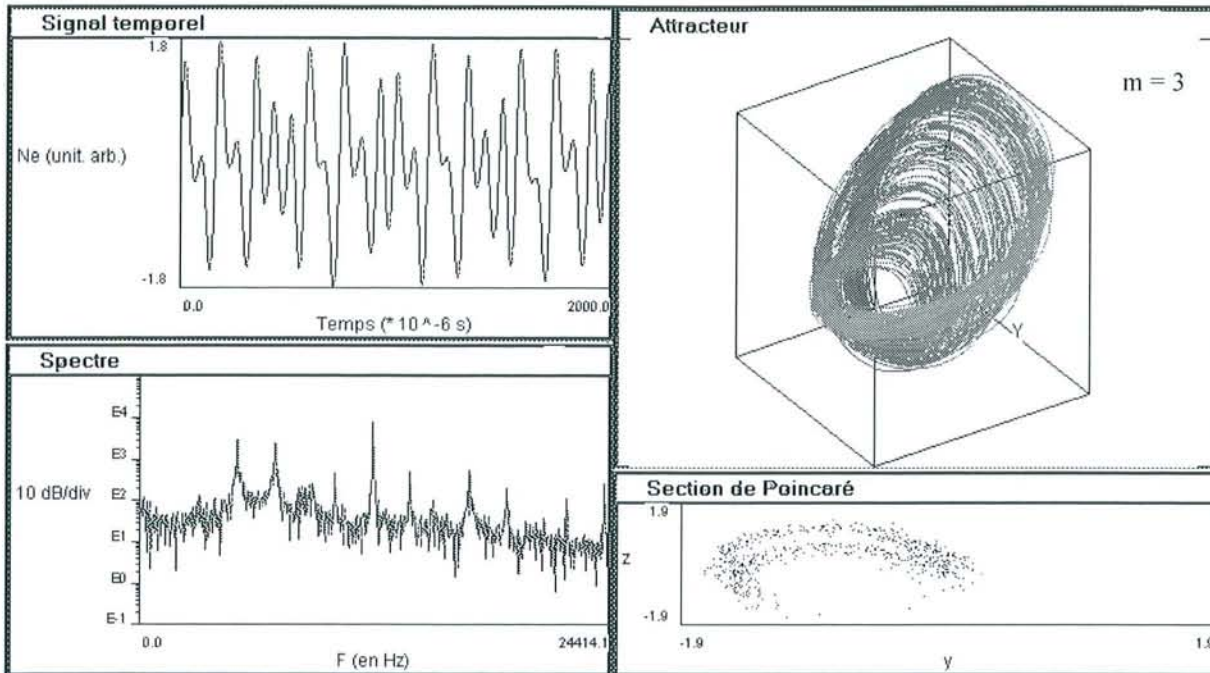 Signal temporel
1.8
Ne (unit. arb.)
-1.8
0.0
2000.0
Temps (* 10 ^ -6 s)
Attracteur
m = 3
Y
Spectre
E4
E3
10 dB/div
E2
E1
E0
E-1
0.0
24414.1
F (en Hz)
Section de Poincaré
1.9
z
-1.9
-1.9
1.9
y